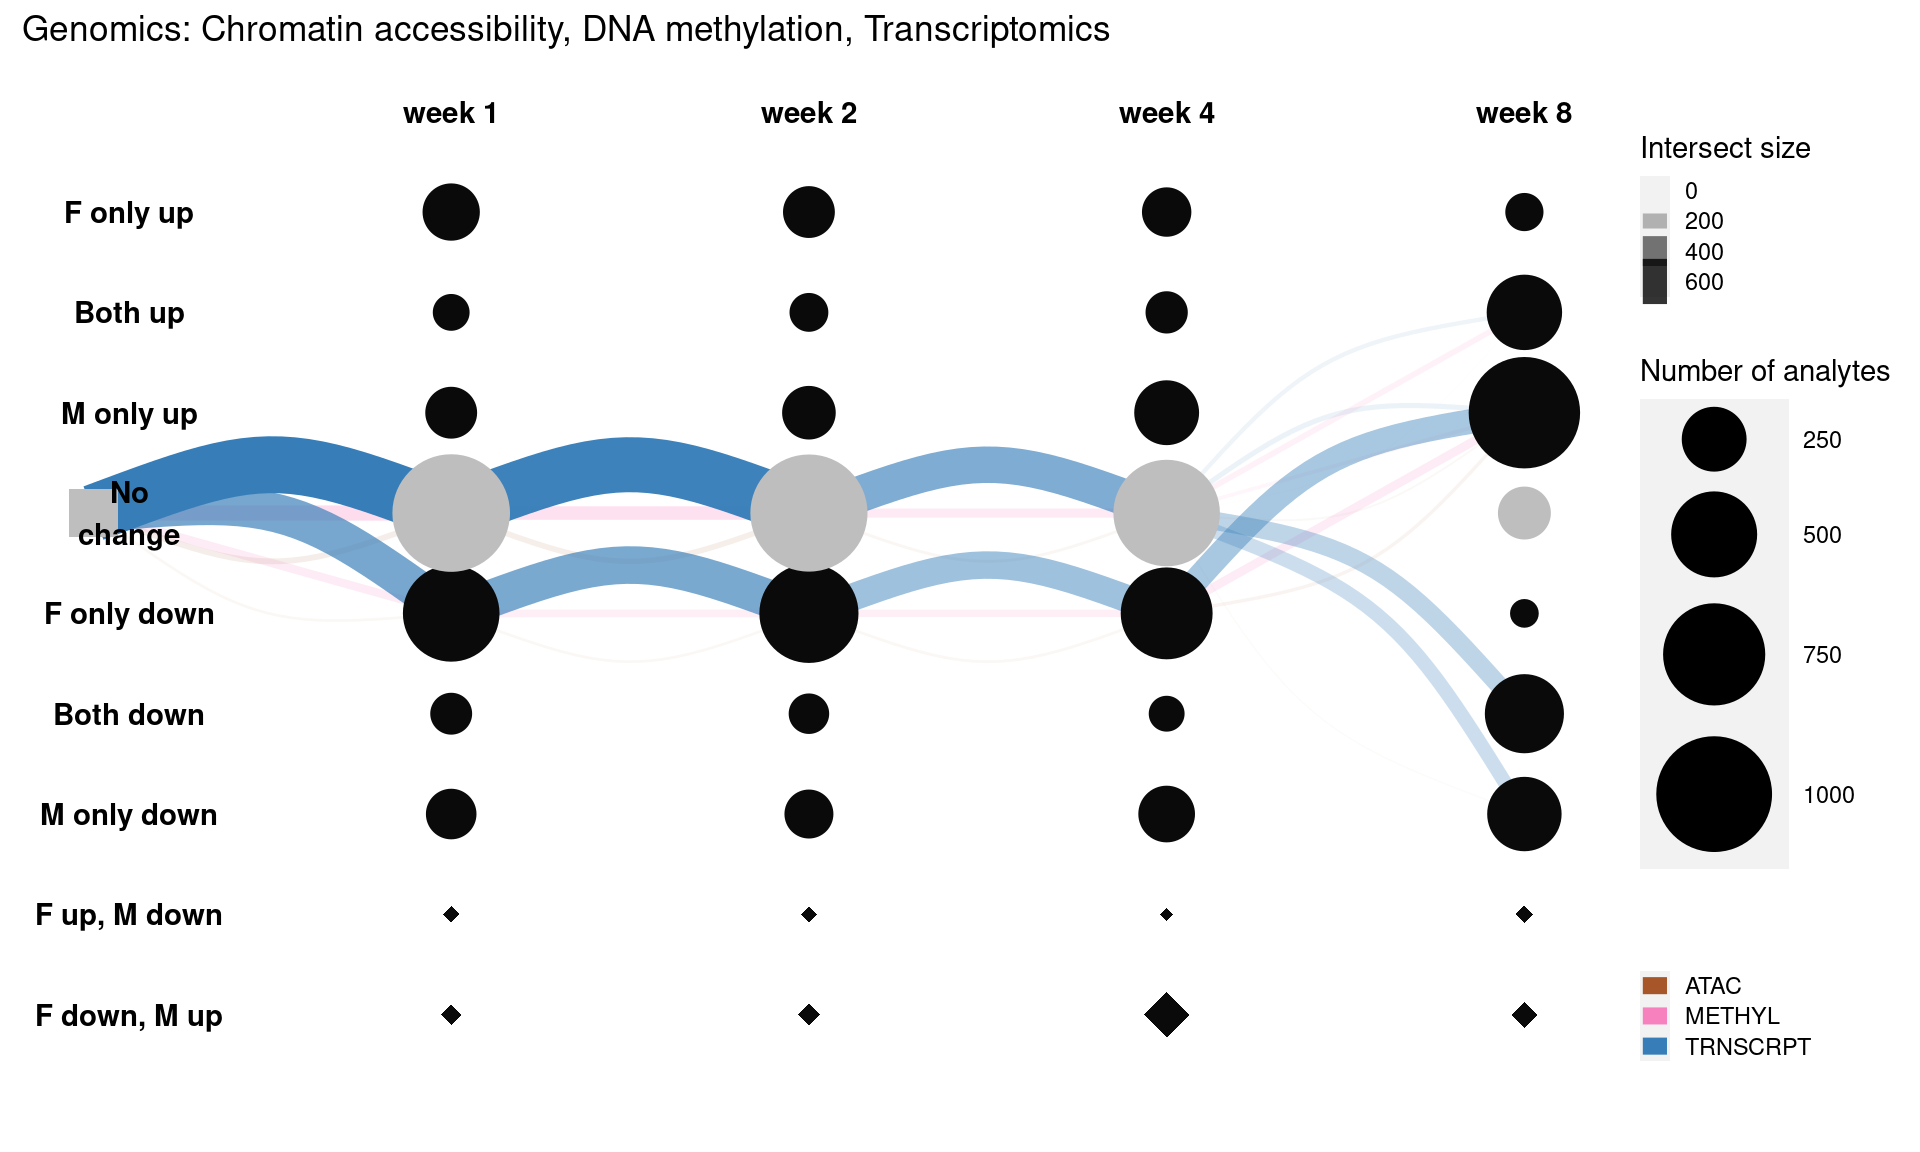 Genomics: Chromatin accessibility, DNA methylation, Transcriptomics
week 1
week 2
week 4
week 8
F only up
Both up
M only up
No
change
F only down
Both down
M only down
F up, M down
F down, M up
Intersect size
0
200
400
600
Number of analytes
250
500
750
1000
ATAC
METHYL
TRNSCRPT